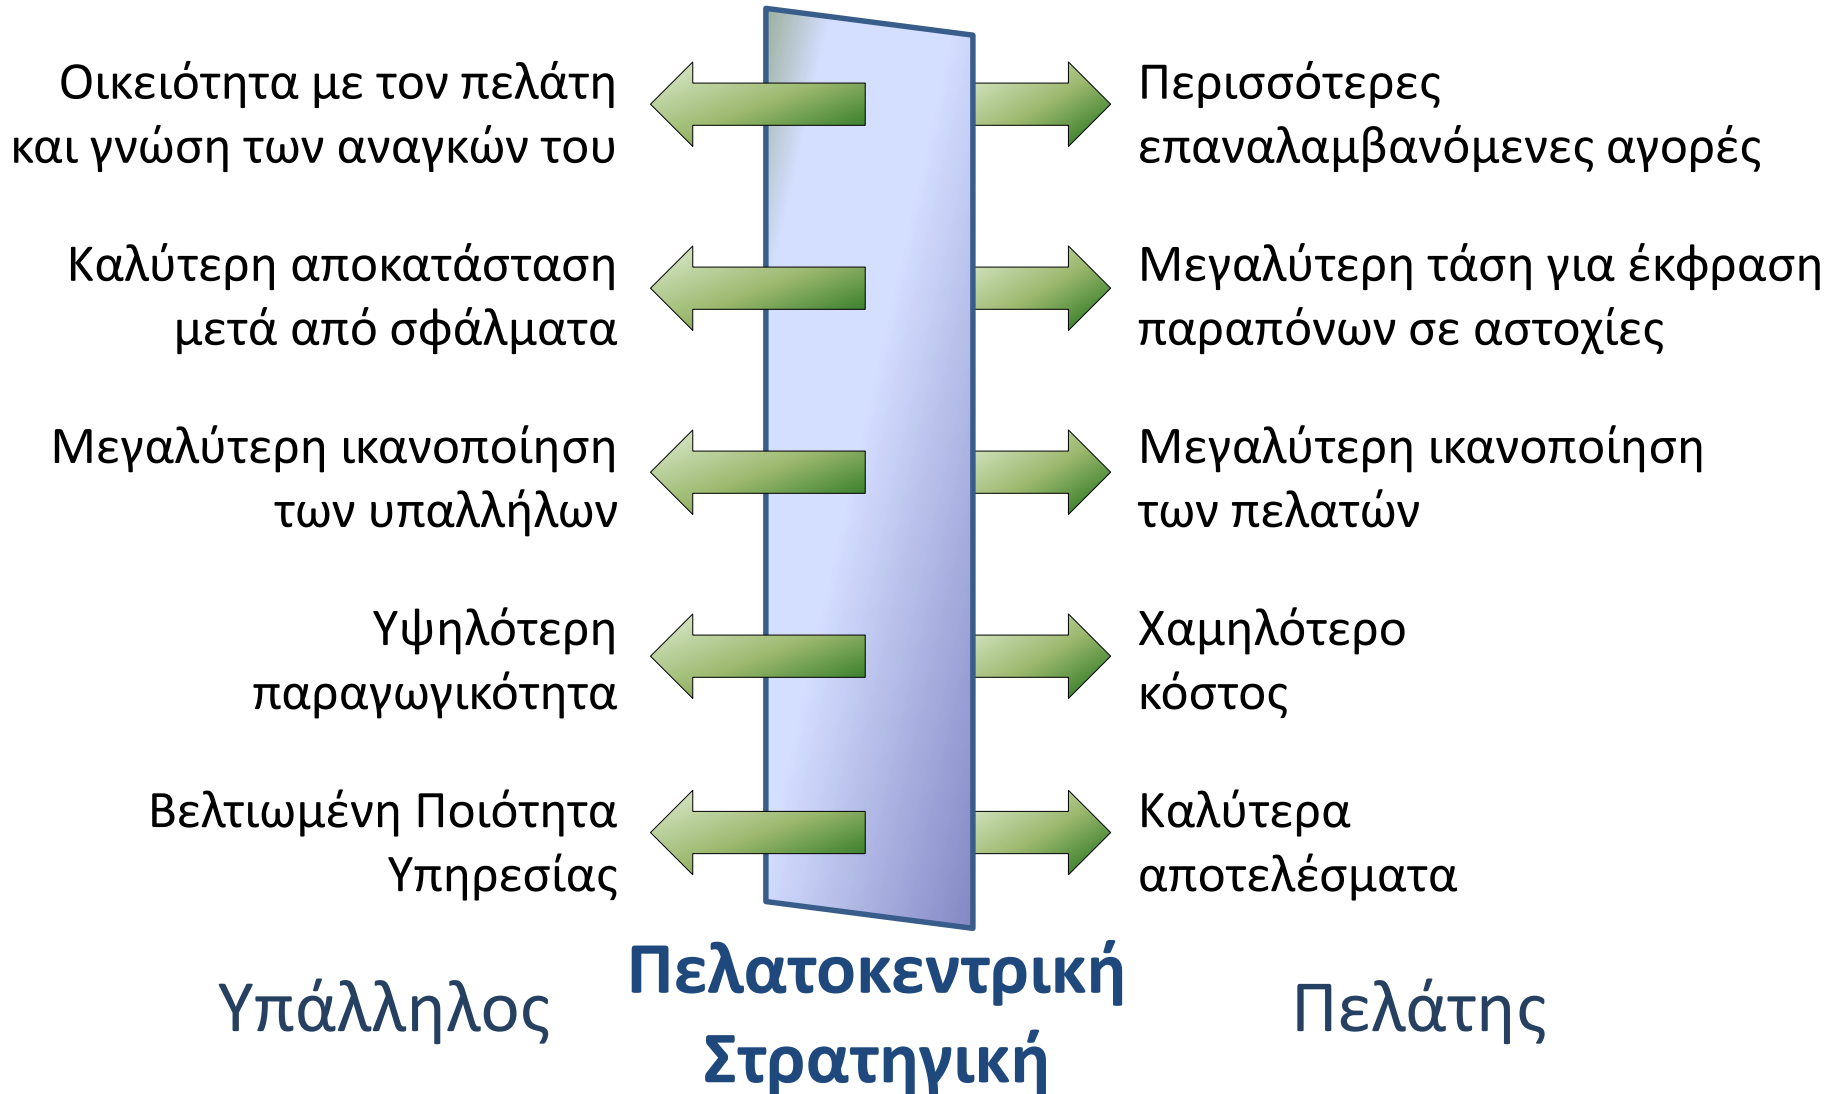 Οικειότητα με τον πελάτη
και γνώση των αναγκών του
Περισσότερες
επαναλαμβανόμενες αγορές
Καλύτερη αποκατάσταση
μετά από σφάλματα
Μεγαλύτερη τάση για έκφραση
παραπόνων σε αστοχίες
Μεγαλύτερη ικανοποίηση
των υπαλλήλων
Μεγαλύτερη ικανοποίηση
των πελατών
Υψηλότερη
παραγωγικότητα
Χαμηλότερο
κόστος
Βελτιωμένη Ποιότητα
Υπηρεσίας
Καλύτερα
αποτελέσματα
Υπάλληλος
Πελατοκεντρική
Στρατηγική
Πελάτης